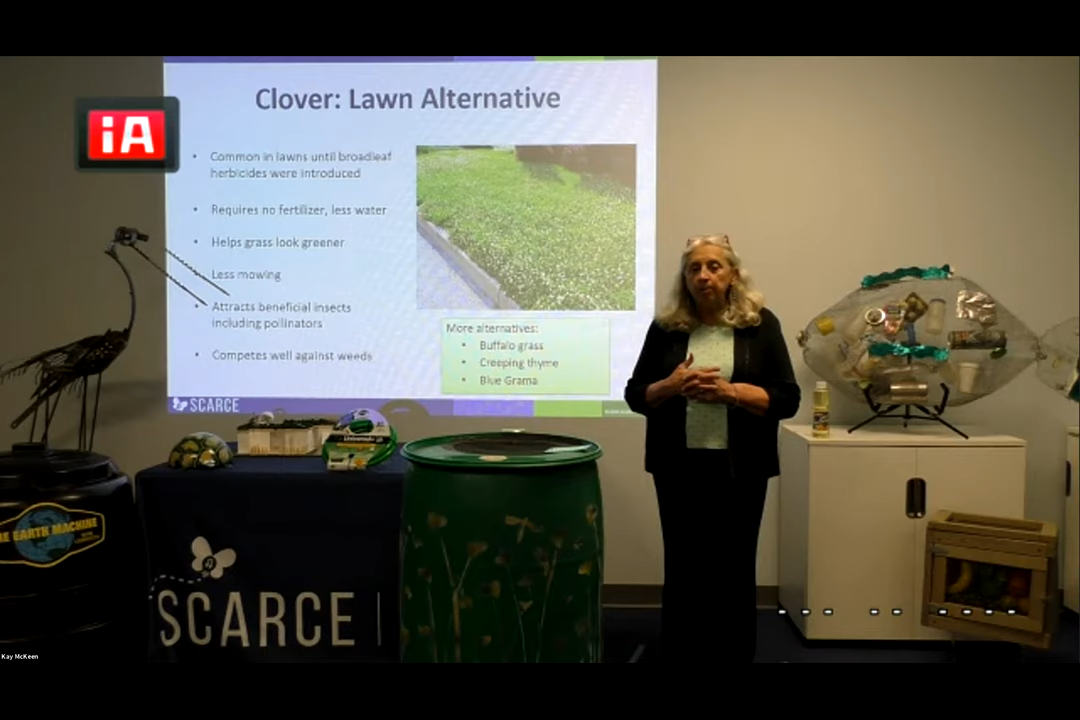 Clover: Lawn Alternative
iA
• Common in lawns until broadleaf
herbicides were introduced
• Requires no fertilizer, less water
• Helps grass look greener
Less mowing
• Attracts beneficial insects
including pollinators
• Competes well against weeds
More alternatives:
• Buffalo grass
• Creeping thyme
• Blue Grama
SCARCE
E EARTH MACHINE
SCARCE
Kay McKeen